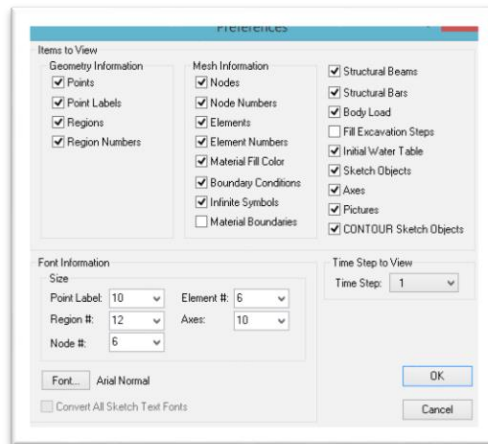 Preferences
Items to View
Geometry Information
Points
Point Labels
Regions
Region Numbers
Mesh Information
Nodes
Node Numbers
Elements
Element Numbers
Material Fill Color
Boundary Conditions
Infinite Symbols
Material Boundaries
Structural Beams
Structural Bars
Body Load
Fill Excavation Steps
Initial Water Table
Sketch Objects
Axes
Pictures
CONTOUR Sketch Objects
Font Information
Size
Point Label: 10 Element #: 6
Region #: 12 Axes: 10
Node #: 6
Font... Arial Normal
Convert All Sketch Text Fonts
Time Step to View
Time Step: 1
OK
Cancel